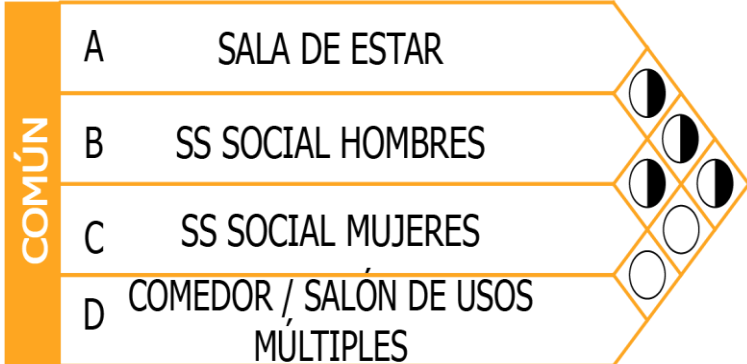 COMÚN
A SALA DE ESTAR
B SS SOCIAL HOMBRES
C SS SOCIAL MUJERES
D COMEDOR / SALÓN DE USOS
MÚLTIPLES